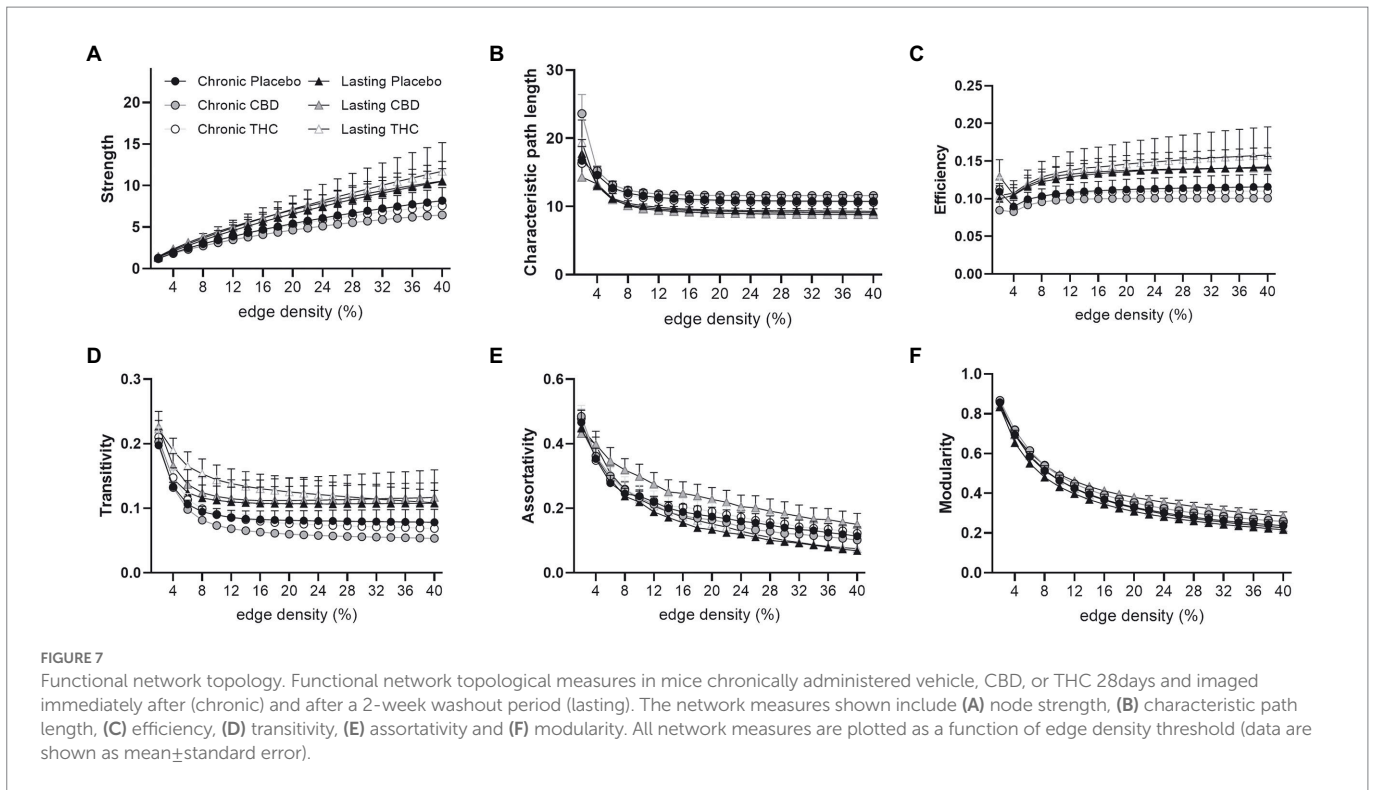 A
Strength
20
15
10
5
0
Chronic Placebo
Lasting Placebo
Chronic CBD
Lasting CBD
Chronic THC
Lasting THC
4 8 12 16 20 24 28 32 36 40
edge density (%)
B
Characteristic path length
30
20
10
0
4 8 12 16 20 24 28 32 36 40
edge density (%)
C
Efficiency
0.25
0.20
0.15
0.10
0.05
0.00
4 8 12 16 20 24 28 32 36 40
edge density (%)
D
Transitivity
0.3
0.2
0.1
0.0
4 8 12 16 20 24 28 32 36 40
edge density (%)
E
Assortativity
0.6
0.4
0.2
0.0
4 8 12 16 20 24 28 32 36 40
edge density (%)
F
Modularity
1.0
0.8
0.6
0.4
0.2
0.0
4 8 12 16 20 24 28 32 36 40
edge density (%)
FIGURE 7
Functional network topology. Functional network topological measures in mice chronically administered vehicle, CBD, or THC 28days and imaged
immediately after (chronic) and after a 2-week washout period (lasting). The network measures shown include (A) node strength, (B) characteristic path
length, (C) efficiency, (D) transitivity, (E) assortativity and (F) modularity. All network measures are plotted as a function of edge density threshold (data are
shown as mean±standard error).